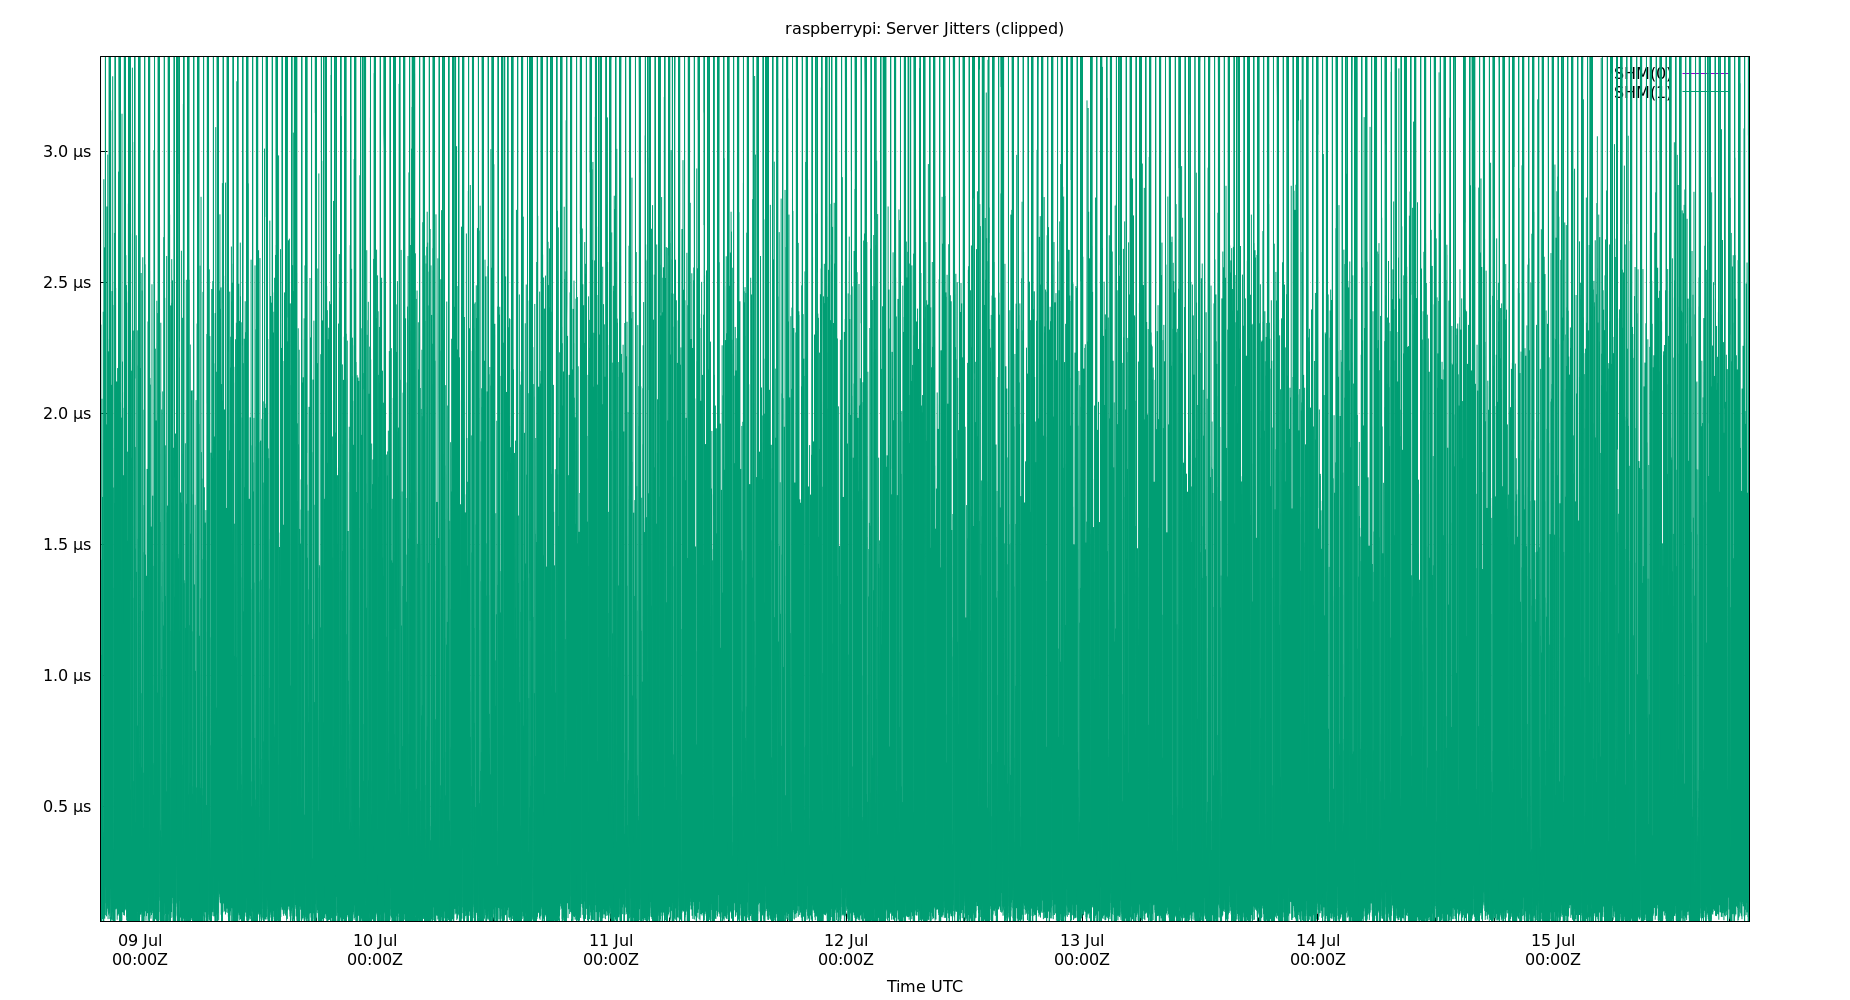 raspberrypi: Server Jitters (clipped)
SHM(0)
SHM(1)
3.0 µs
2.5 µs
2.0 µs
1.5 µs
1.0 µs
0.5 µs
09 Jul 10 Jul 11 Jul 12 Jul 13 Jul 14 Jul 15 Jul
00:00Z 00:00Z 00:00Z 00:00Z 00:00Z 00:00Z 00:00Z
Time UTC